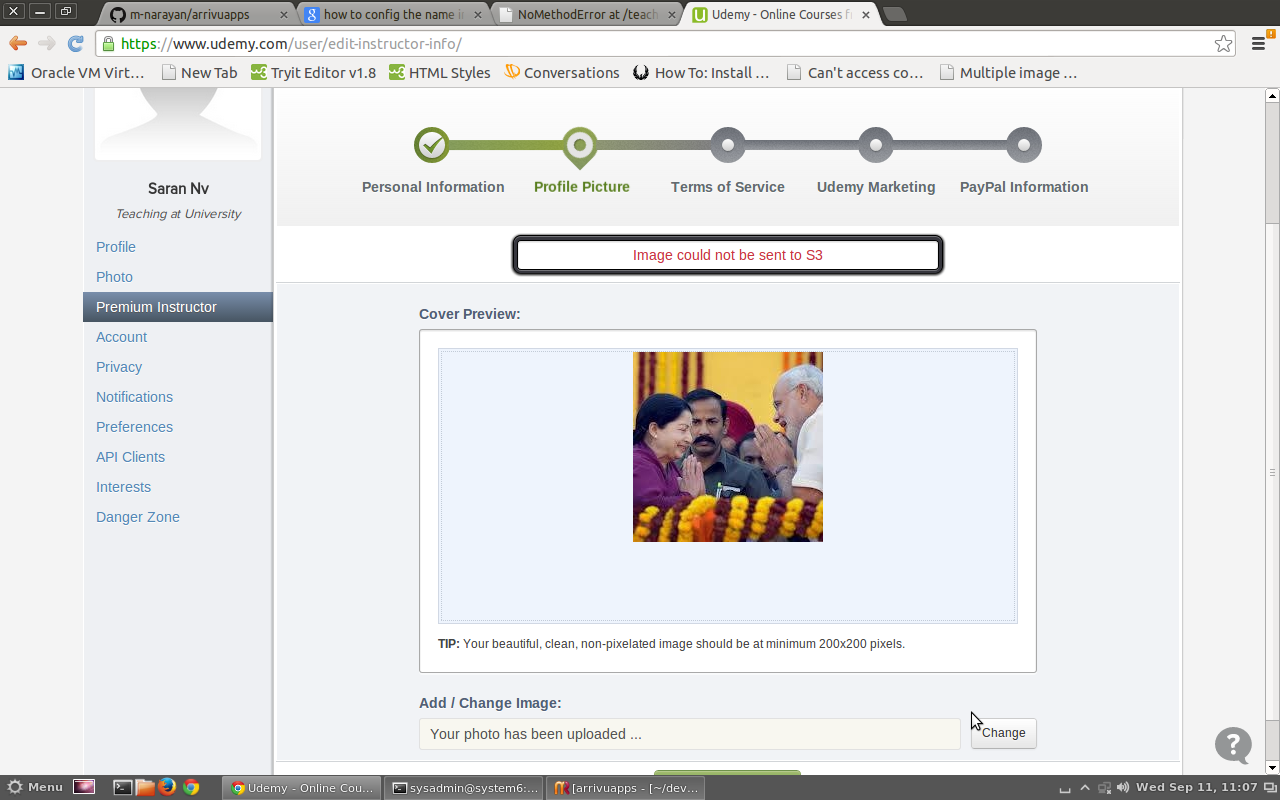 m-narayan/arrivuapps
how to config the name i
NoMethodError at /teach
Udemy - Online Courses f
https://www.udemy.com/user/edit-instructor-info/
Oracle VM Virt...
New Tab
Tryit Editor v1.8
HTML Styles
Conversations
How To: Install ...
Can't access co...
Multiple image ...
Personal Information
Profile Picture
Terms of Service
Udemy Marketing
PayPal Information
Saran Nv
Teaching at University
Profile
Photo
Premium Instructor
Account
Privacy
Notifications
Preferences
API Clients
Interests
Danger Zone
Image could not be sent to S3
Cover Preview:
TIP: Your beautiful, clean, non-pixelated image should be at minimum 200x200 pixels.
Add / Change Image:
Your photo has been uploaded ...
Change
Menu
Udemy - Online Cou...
sysadmin@system6:...
[arrivuapps - [~/dev...
Wed Sep 11, 11:07